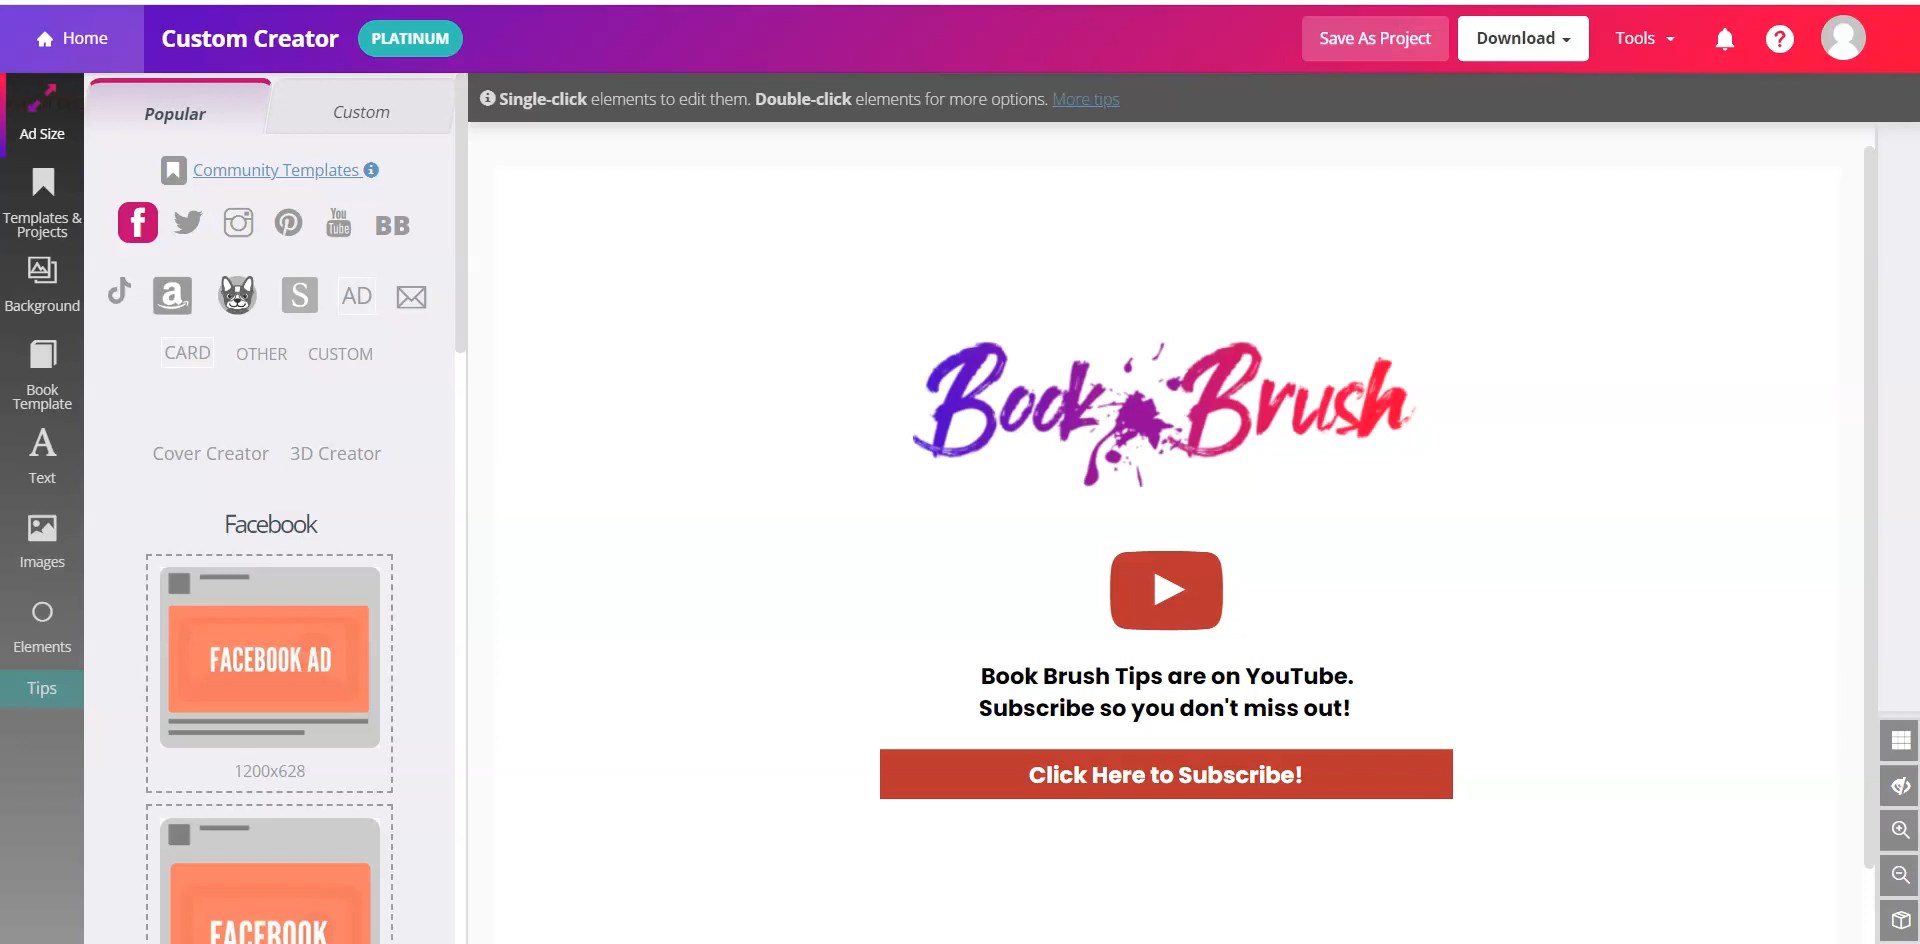 Home
Custom Creator
PLATINUM
Save As Project
Download
Tools
?
Ad Size
Templates &
Projects
Background
Book
Template
Text
Images
Elements
Tips
Popular
Custom
Community Templates
You
Tube
BB
S
AD
CARD
OTHER
CUSTOM
Cover Creator
3D Creator
Facebook
FACEBOOK AD
1200x628
FACEBOOK
Single-click elements to edit them. Double-click elements for more options. More tips
Book Brush
Book Brush Tips are on YouTube.
Subscribe so you don't miss out!
Click Here to Subscribe!